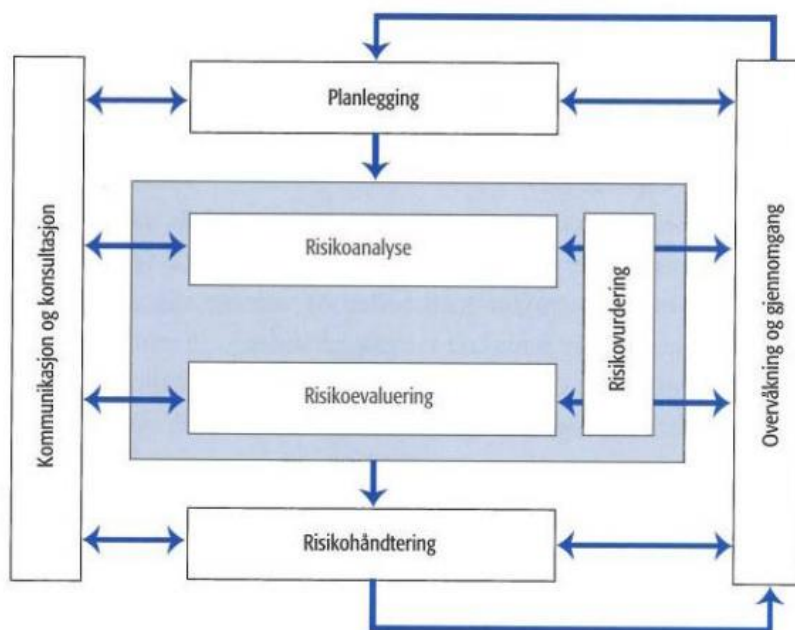 Kommunikasjon og konsultasjon
Planlegging
Risikoanalyse
Risikovurdering
Risikoevaluering
Risikohåndtering
Overvåkning og gjennomgang